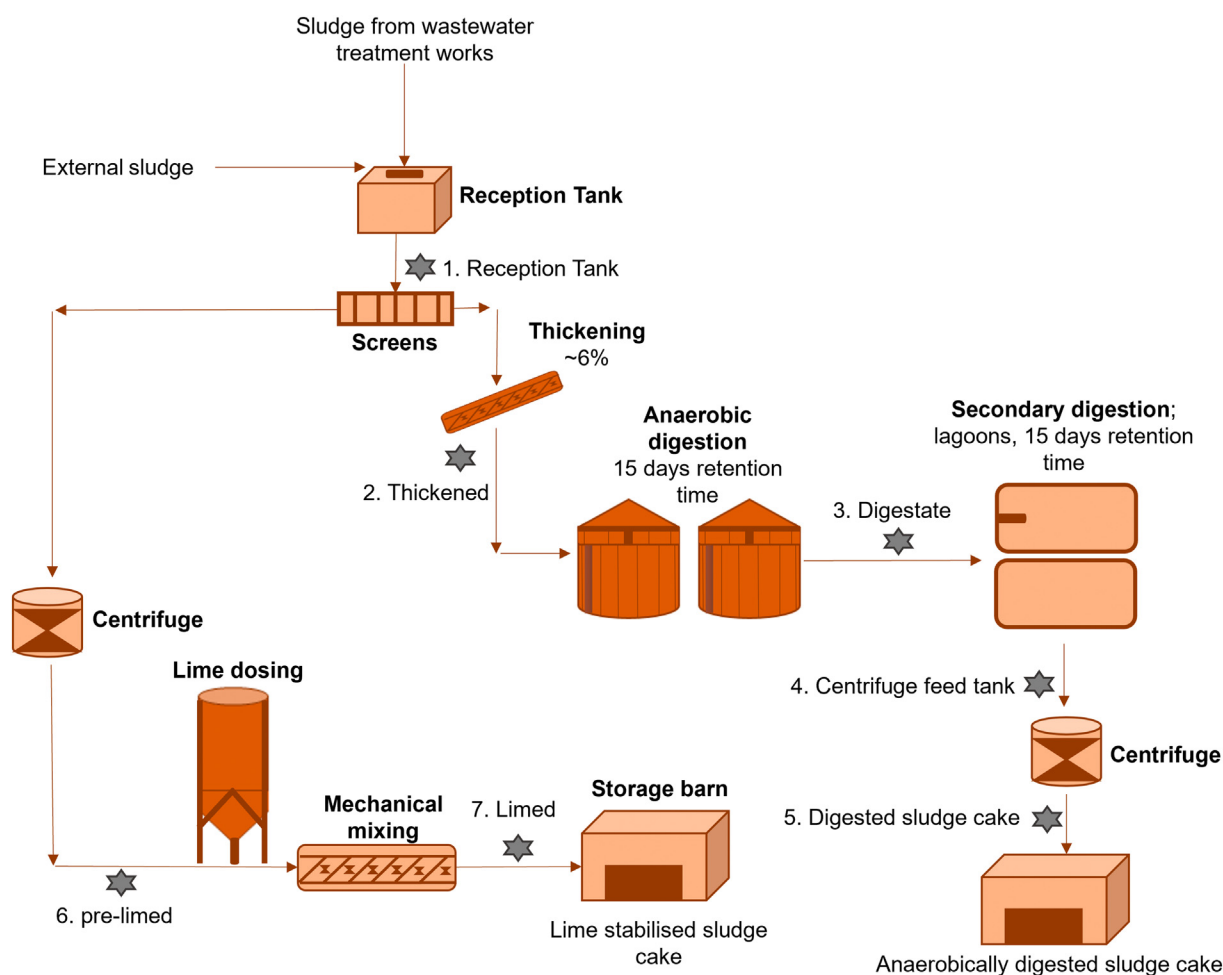 Sludge from wastewater
treatment works
External sludge
Reception Tank
1. Reception Tank
Screens
Thickening
~6%
2. Thickened
Anaerobic
digestion
15 days retention
time
3. Digestate
Secondary digestion;
lagoons, 15 days retention
time
4. Centrifuge feed tank
Centrifuge
5. Digested sludge cake
Anaerobically digested sludge cake
Centrifuge
Lime dosing
6. pre-limed
Mechanical
mixing
7. Limed
Storage barn
Lime stabilised sludge
cake